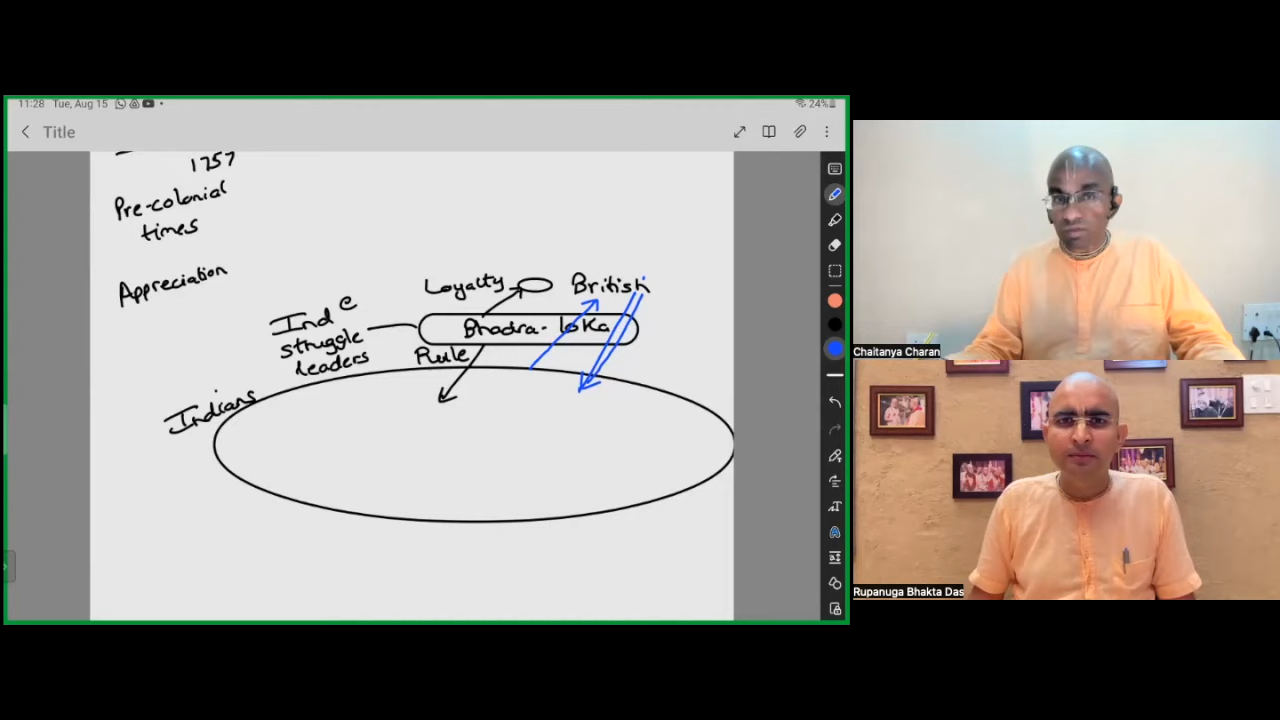 11:28 Tue, Aug 15
24%
Title
1757
Pre-colonial
times
Appreciation
Loyalty
British
Ind e
struggle
leaders
Bhadra-loka
Rule
Indians
Chaitanya Charan
Rupanuga Bhakta Das